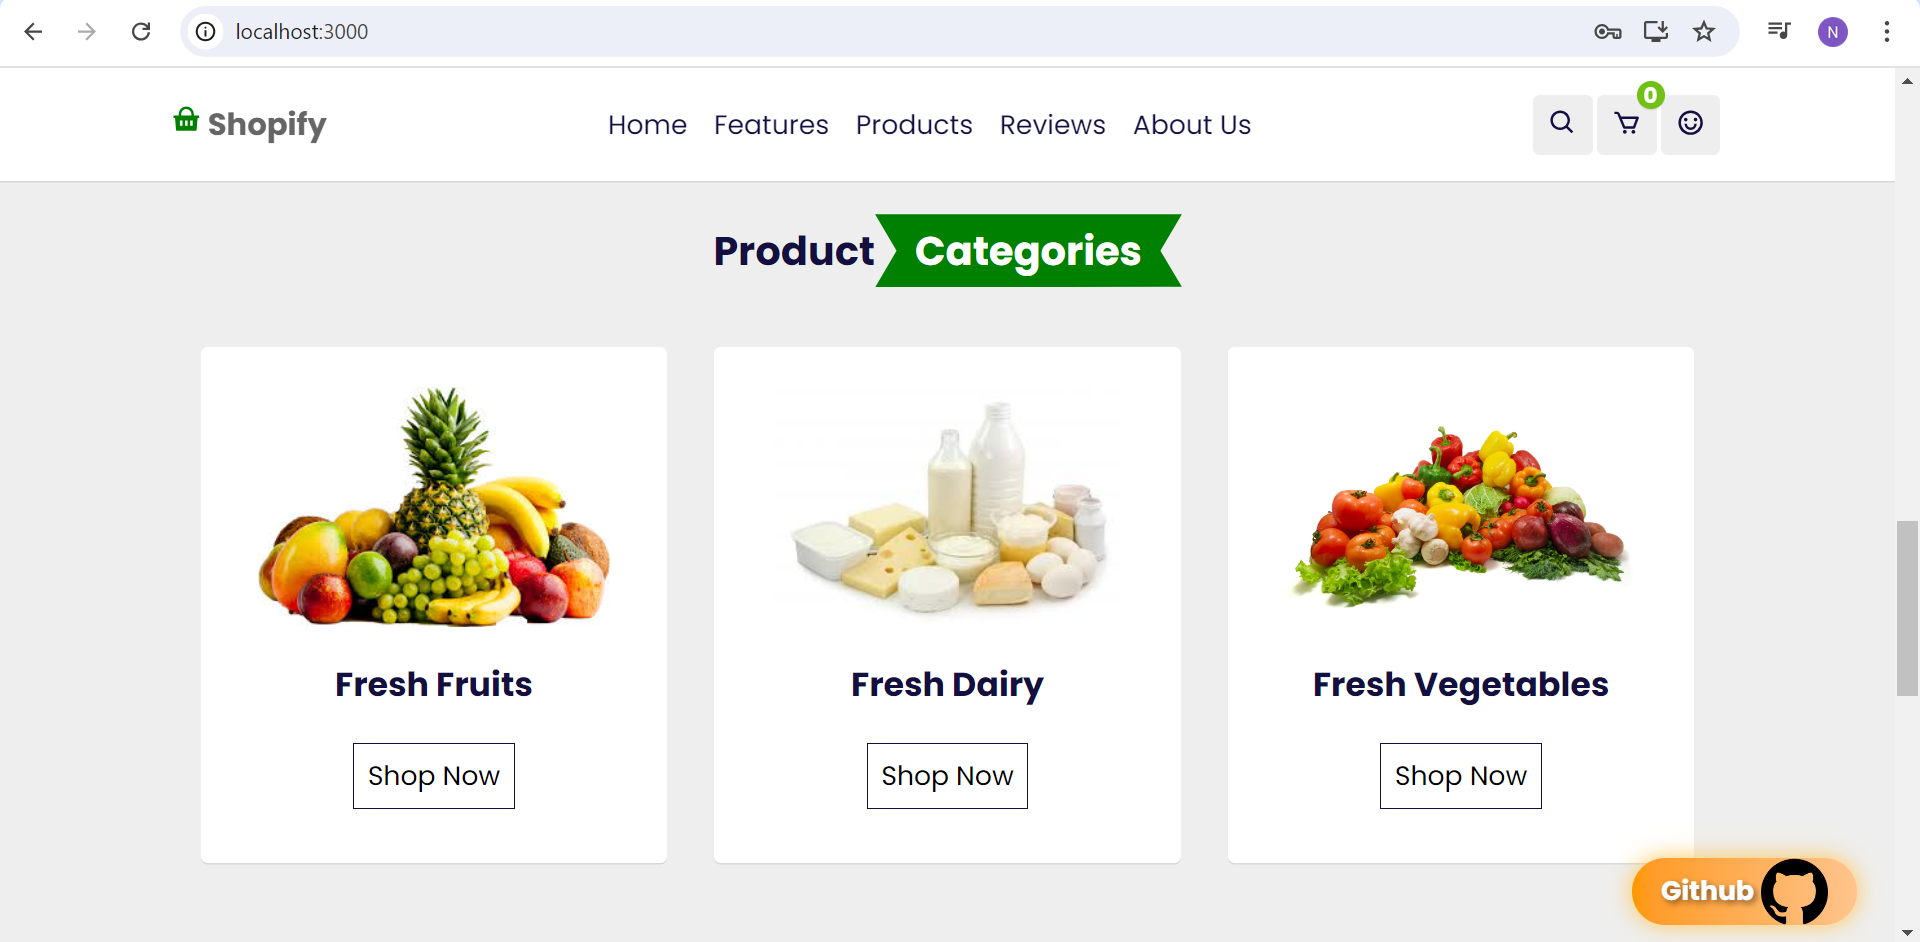 localhost:3000
N
Shopify
Home Features Products Reviews About Us
0
Product Categories
Fresh Fruits
Fresh Dairy
Fresh Vegetables
Shop Now
Shop Now
Shop Now
Github